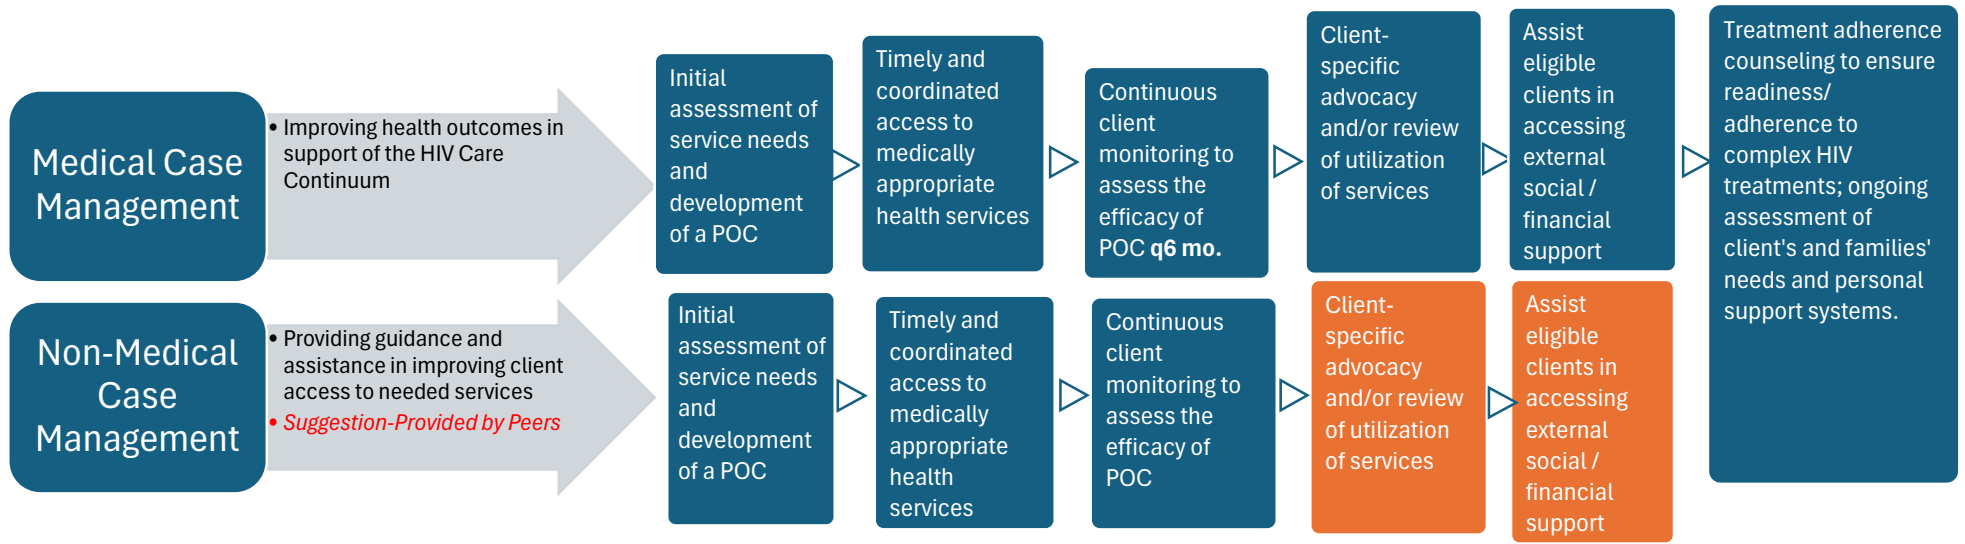 Medical Case
Management
• Improving health outcomes in
support of the HIV Care
Continuum
Initial
assessment of
service needs
and
development
of a POC
Timely and
coordinated
access to
medically
appropriate
health services
Continuous
client
monitoring to
assess the
efficacy of
POC q6 mo.
Client-
specific
advocacy
and/or review
of utilization
of services
Assist
eligible
clients in
accessing
external
social /
financial
support
Treatment adherence
counseling to ensure
readiness/
adherence to
complex HIV
treatments; ongoing
assessment of
client's and families'
needs and personal
support systems.
Non-Medical
Case
Management
• Providing guidance and
assistance in improving client
access to needed services
• Suggestion-Provided by Peers
Initial
assessment of
service needs
and
development
of a POC
Timely and
coordinated
access to
medically
appropriate
health
services
Continuous
client
monitoring to
assess the
efficacy of
POC
Client-
specific
advocacy
and/or review
of utilization
of services
Assist
eligible
clients in
accessing
external
social /
financial
support